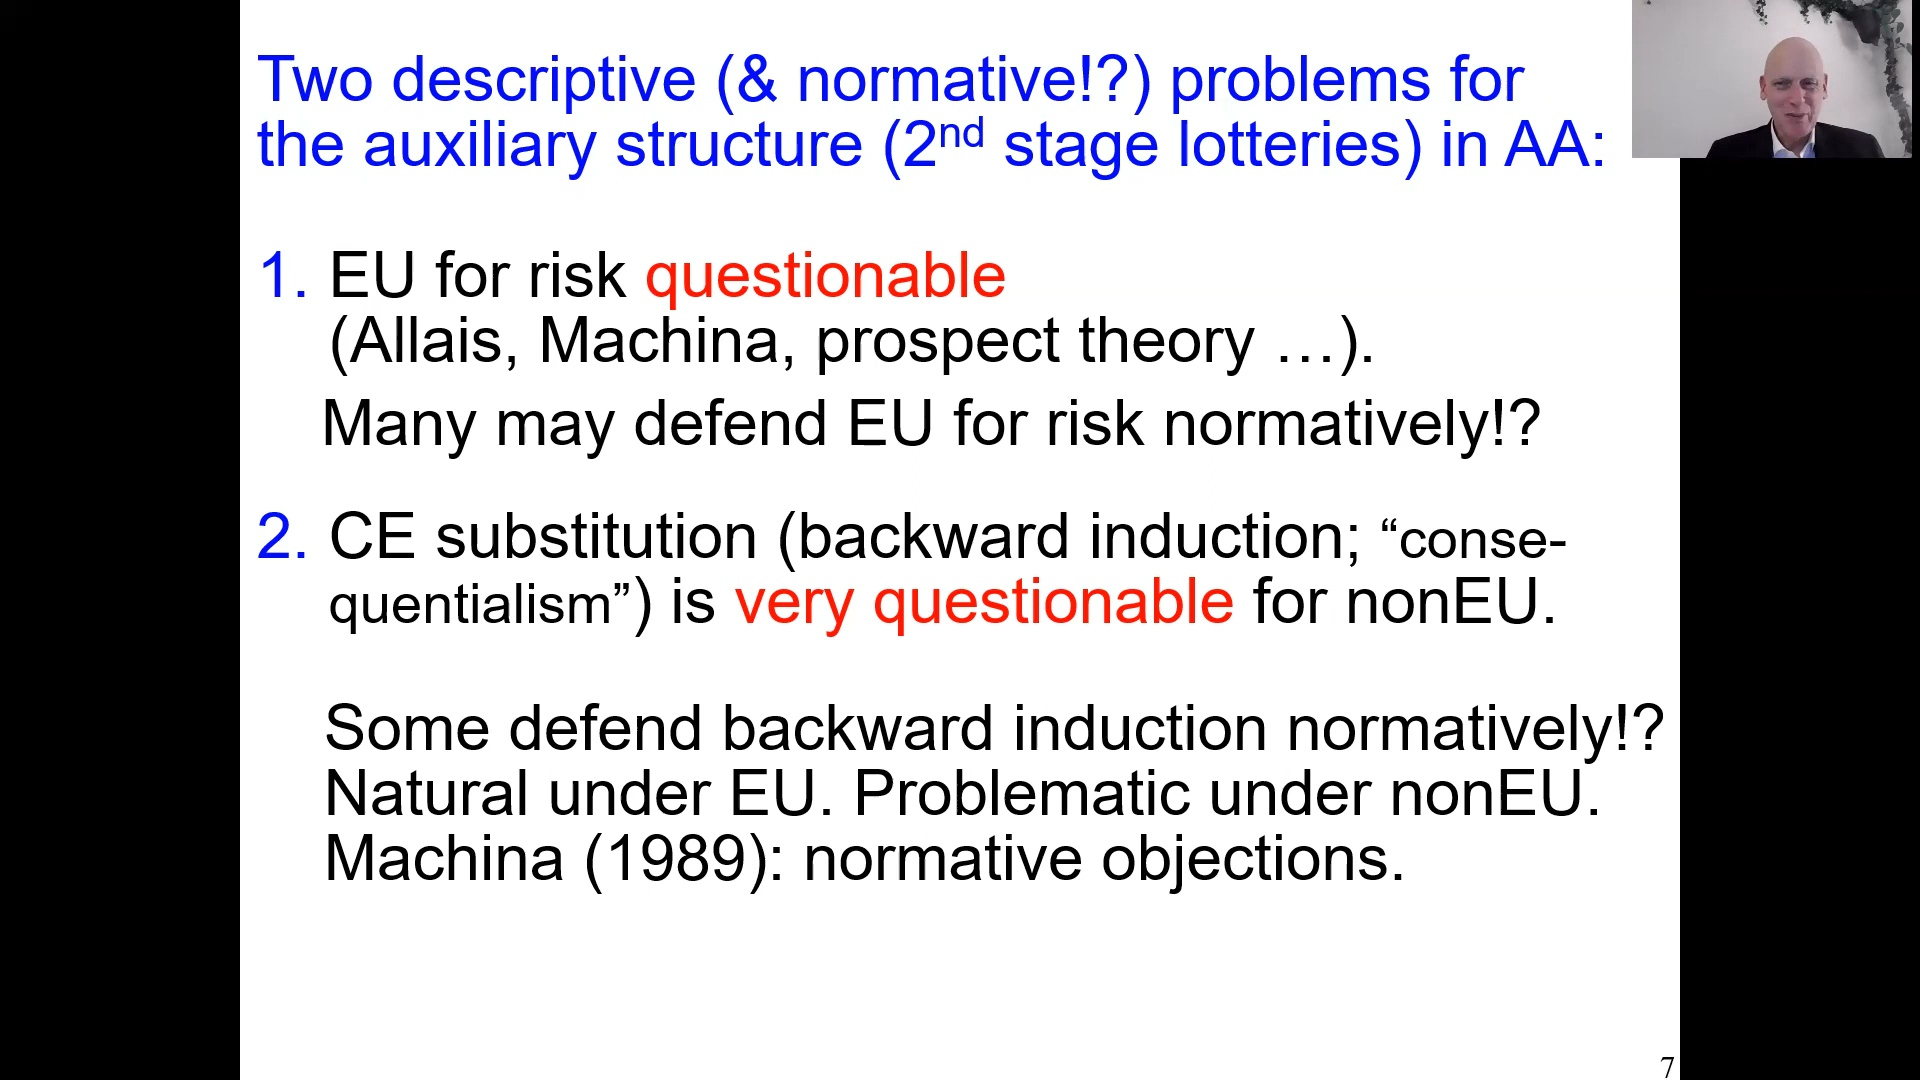 Two descriptive (& normative!?) problems for
the auxiliary structure (2nd stage lotteries) in AA:
1. EU for risk questionable
(Allais, Machina, prospect theory …).
Many may defend EU for risk normatively!?
2. CE substitution (backward induction; “conse-
quentialism”) is very questionable for nonEU.
Some defend backward induction normatively!?
Natural under EU. Problematic under nonEU.
Machina (1989): normative objections.
7